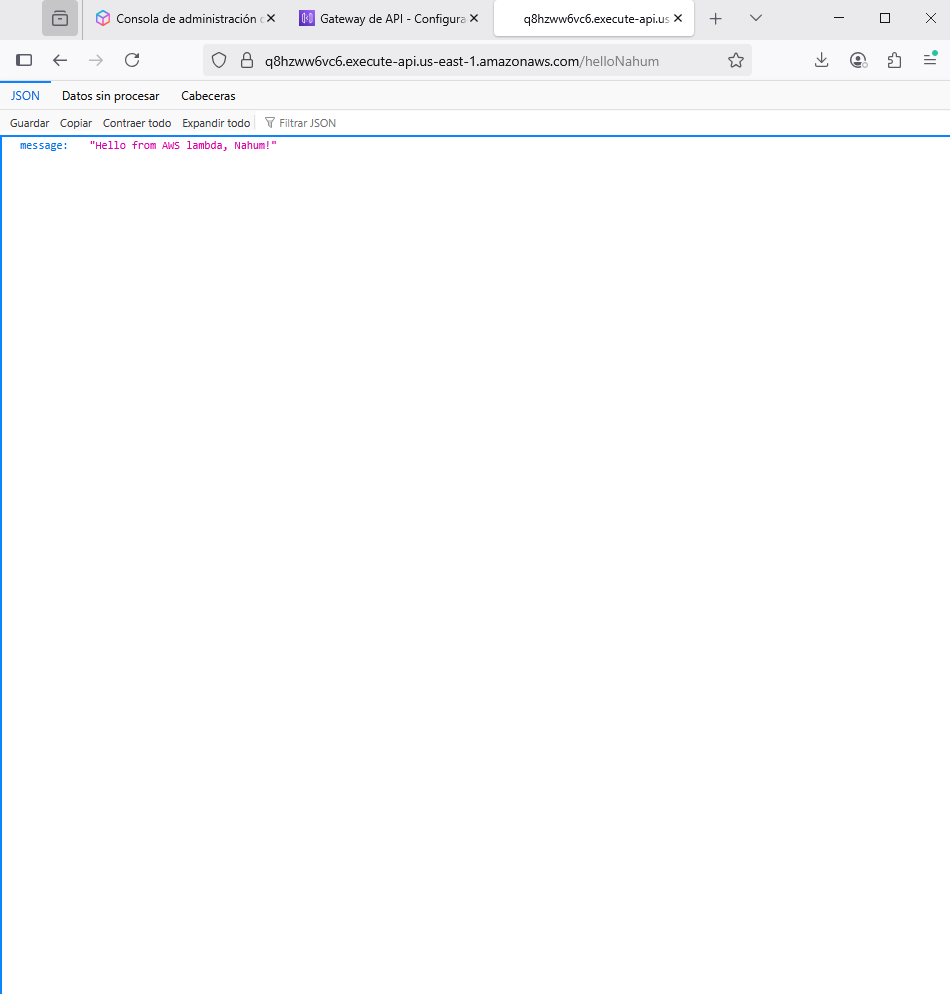 Consola de administración c
Gateway de API - Configura
q8hzww6vc6.execute-api.us
q8hzww6vc6.execute-api.us-east-1.amazonaws.com/helloNahum
JSON Datos sin procesar Cabeceras
Guardar Copiar Contraer todo Expandir todo Filtrar JSON
message: "Hello from AWS lambda, Nahum!"